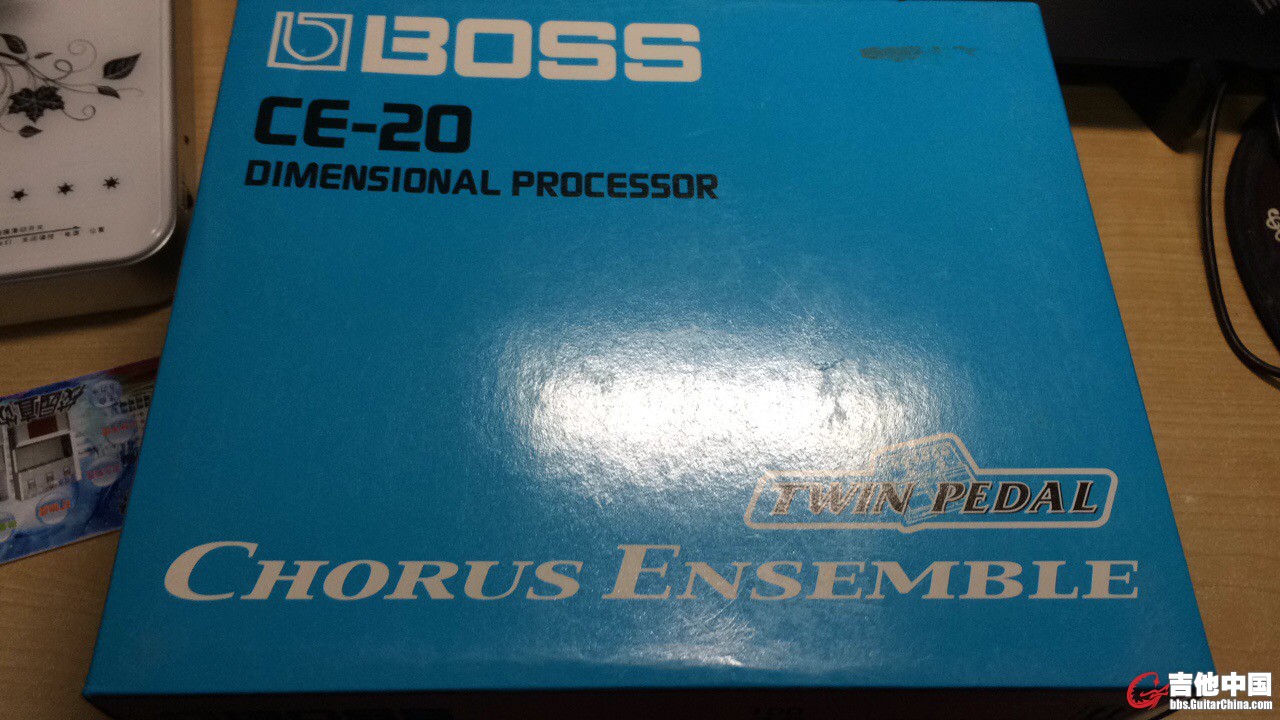 BOSS
CE-20
DIMENSIONAL PROCESSOR
TWIN PEDAL
CHORUS ENSEMBLE
吉他中国
bbs.GuitarChina.com